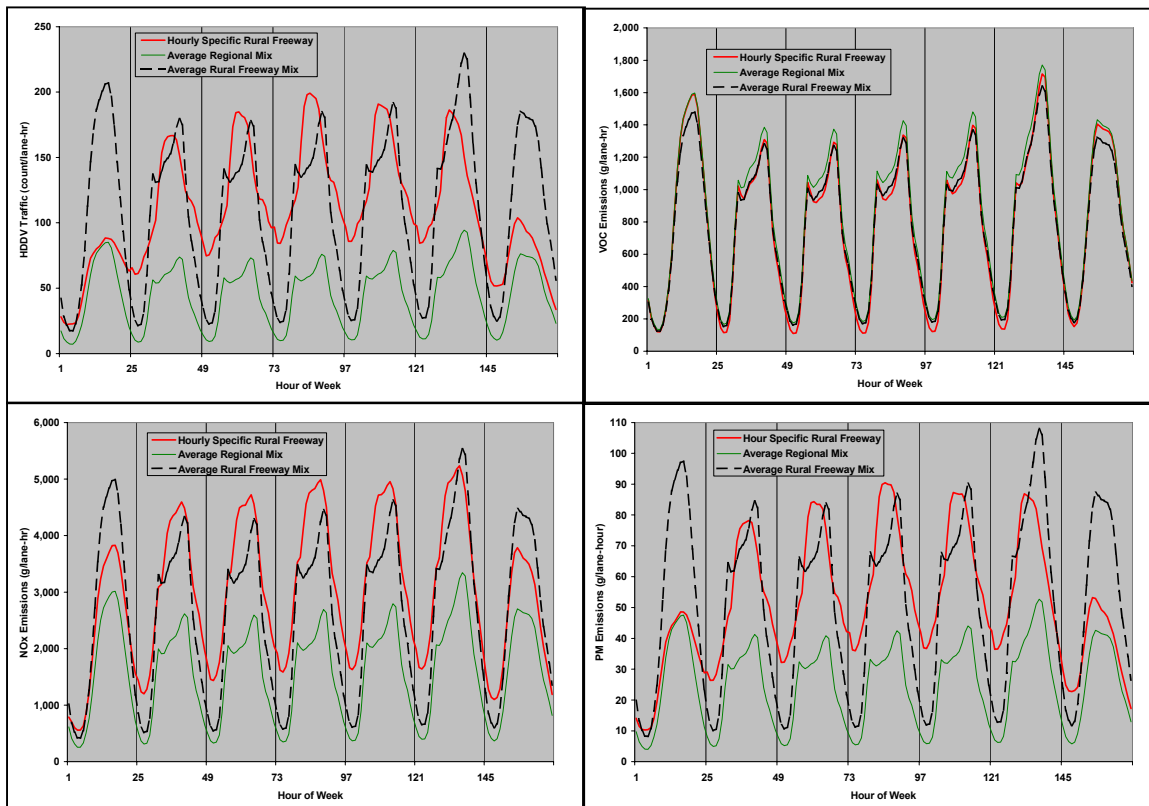 HDDV Traffic (count/lane-hr)
250
200
150
100
50
0
Hourly Specific Rural Freeway
Average Regional Mix
Average Rural Freeway Mix
1 25 49 73 97 121 145
Hour of Week
VOC Emissions (g/lane-hr)
2,000
1,800
1,600
1,400
1,200
1,000
800
600
400
200
0
Hourly Specific Rural Freeway
Average Regional Mix
Average Rural Freeway Mix
1 25 49 73 97 121 145
Hour of Week
NOx Emissions (g/lane-hr)
6,000
5,000
4,000
3,000
2,000
1,000
0
Hourly Specific Rural Freeway
Average Regional Mix
Average Rural Freeway Mix
1 25 49 73 97 121 145
Hour of Week
PM Emissions (g/lane-hour)
110
100
90
80
70
60
50
40
30
20
10
0
Hour Specific Rural Freeway
Average Regional Mix
Average Rural Freeway Mix
1 25 49 73 97 121 145
Hour of Week